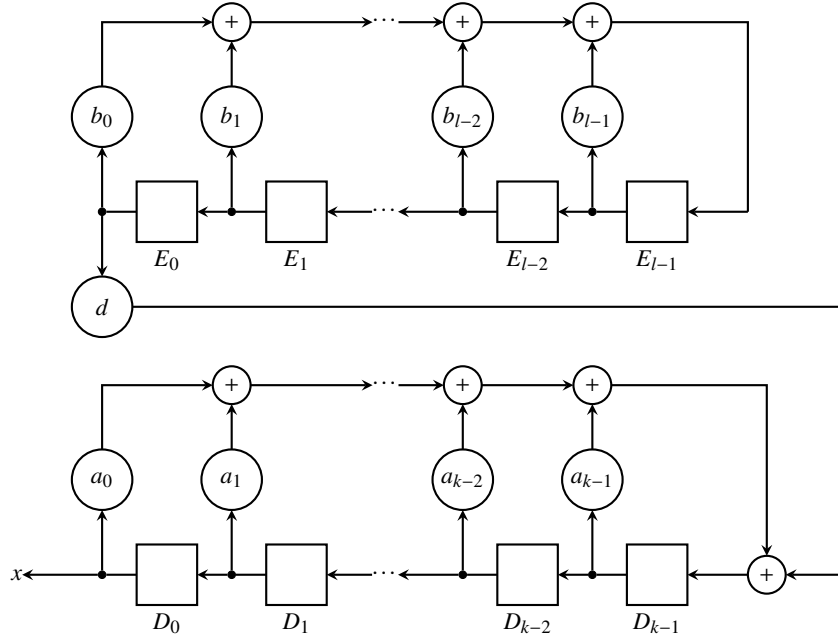 + ⋯ + +
b₀ b₁ bₗ₋₂ bₗ₋₁
E₀ E₁ Eₗ₋₂ Eₗ₋₁
⋯
d
+ ⋯ + +
a₀ a₁ aₖ₋₂ aₖ₋₁
x ⋯ +
D₀ D₁ Dₖ₋₂ Dₖ₋₁